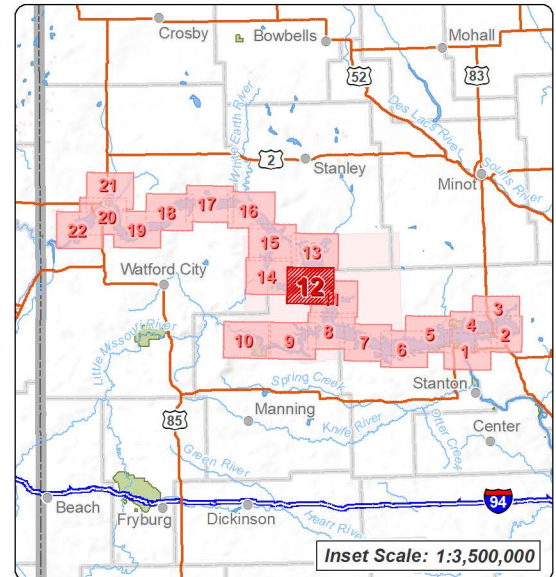 Crosby
Bowbells
Mohall
52
83
Des Lacs River
White Earth River
2
Stanley
Souris River
Minot
21
17
16
18
20
19
22
15
13
14
12
11
Watford City
3
4
5
2
8
10
9
7
6
1
Little Missouri River
Spring Creek
Stanton
Manning
Knife River
Otter Creek
Center
85
Green River
94
Beach
Fryburg
Dickinson
Heart River
Inset Scale: 1:3,500,000